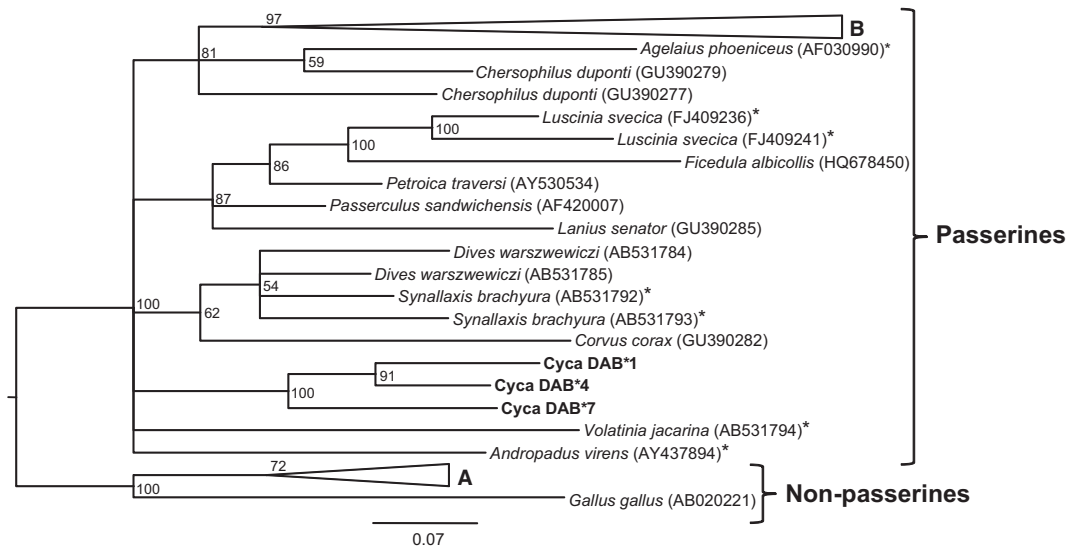 97
B
Agelaius phoeniceus (AF030990)*
81
59
Chersophilus duponti (GU390279)
Chersophilus duponti (GU390277)
Luscinia svecica (FJ409236)*
100
Luscinia svecica (FJ409241)*
100
Ficedula albicollis (HQ678450)
86
Petroica traversi (AY530534)
87
Passerculus sandwichensis (AF420007)
Lanius senator (GU390285)
Passerines
Dives warszwewiczi (AB531784)
Dives warszwewiczi (AB531785)
54
Synallaxis brachyura (AB531792)*
100
62
Synallaxis brachyura (AB531793)*
Corvus corax (GU390282)
Cyca DAB*1
91
Cyca DAB*4
100
Cyca DAB*7
Volatinia jacarina (AB531794)*
Andropadus virens (AY437894)*
72
A
100
Gallus gallus (AB020221)
Non-passerines
0.07